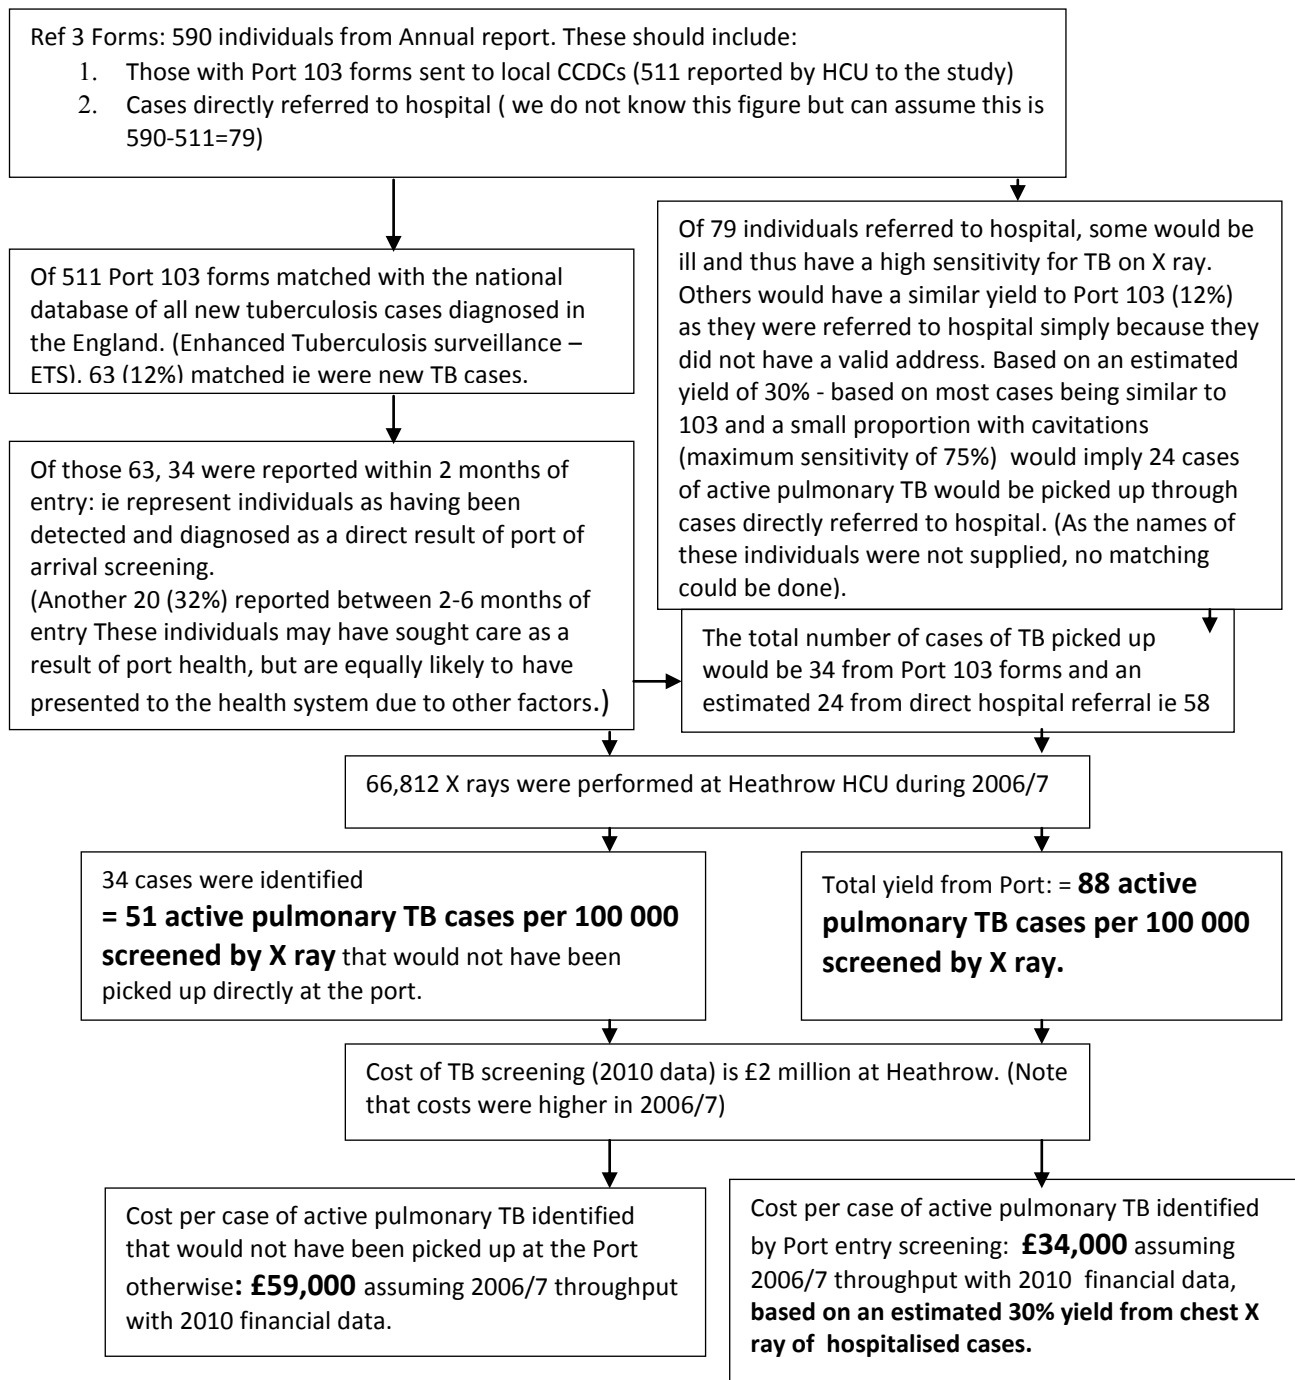 Ref 3 Forms: 590 individuals from Annual report. These should include:
1. Those with Port 103 forms sent to local CCDCs (511 reported by HCU to the study)
2. Cases directly referred to hospital ( we do not know this figure but can assume this is
590-511=79)
Of 511 Port 103 forms matched with the national
database of all new tuberculosis cases diagnosed in
the England. (Enhanced Tuberculosis surveillance –
ETS). 63 (12%) matched ie were new TB cases.
Of 79 individuals referred to hospital, some would be
ill and thus have a high sensitivity for TB on X ray.
Others would have a similar yield to Port 103 (12%)
as they were referred to hospital simply because they
did not have a valid address. Based on an estimated
yield of 30% - based on most cases being similar to
103 and a small proportion with cavitations
(maximum sensitivity of 75%) would imply 24 cases
of active pulmonary TB would be picked up through
cases directly referred to hospital. (As the names of
these individuals were not supplied, no matching
could be done).
Of those 63, 34 were reported within 2 months of
entry: ie represent individuals as having been
detected and diagnosed as a direct result of port of
arrival screening.
(Another 20 (32%) reported between 2-6 months of
entry These individuals may have sought care as a
result of port health, but are equally likely to have
presented to the health system due to other factors.)
The total number of cases of TB picked up
would be 34 from Port 103 forms and an
estimated 24 from direct hospital referral ie 58
66,812 X rays were performed at Heathrow HCU during 2006/7
34 cases were identified
= 51 active pulmonary TB cases per 100 000
screened by X ray that would not have been
picked up directly at the port.
Total yield from Port: = 88 active
pulmonary TB cases per 100 000
screened by X ray.
Cost of TB screening (2010 data) is £2 million at Heathrow. (Note
that costs were higher in 2006/7)
Cost per case of active pulmonary TB identified
that would not have been picked up at the Port
otherwise: £59,000 assuming 2006/7 throughput
with 2010 financial data.
Cost per case of active pulmonary TB identified
by Port entry screening: £34,000 assuming
2006/7 throughput with 2010 financial data,
based on an estimated 30% yield from chest X
ray of hospitalised cases.